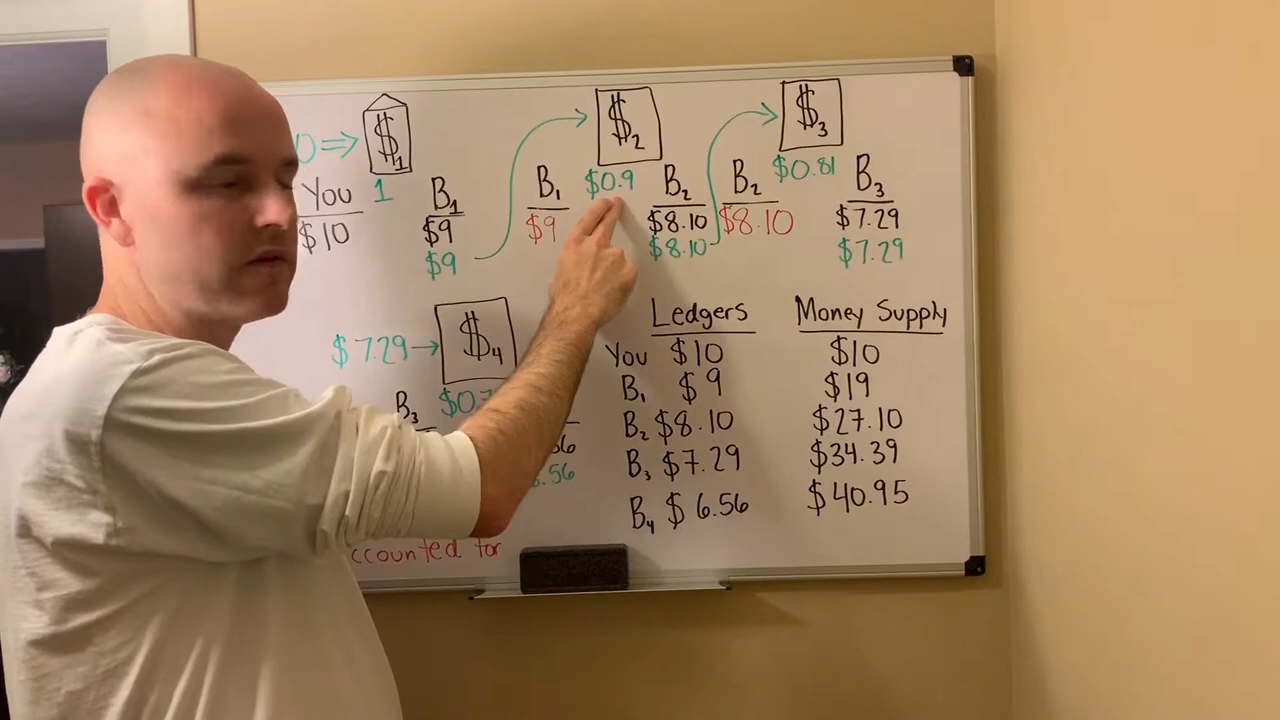 $1
$2
$3
0 ⇒
You
1
B1
B1
$0.9
B2
B2
$0.81
B3
$10
$9
$9
$8.10
$8.10
$7.29
$9
$8.10
$7.29
Ledgers
Money Supply
$7.29→
$4
You $10
$10
B1 $9
$19
B3
B2 $8.10
$27.10
B3 $7.29
$34.39
B4 $6.56
$40.95
ccounted for